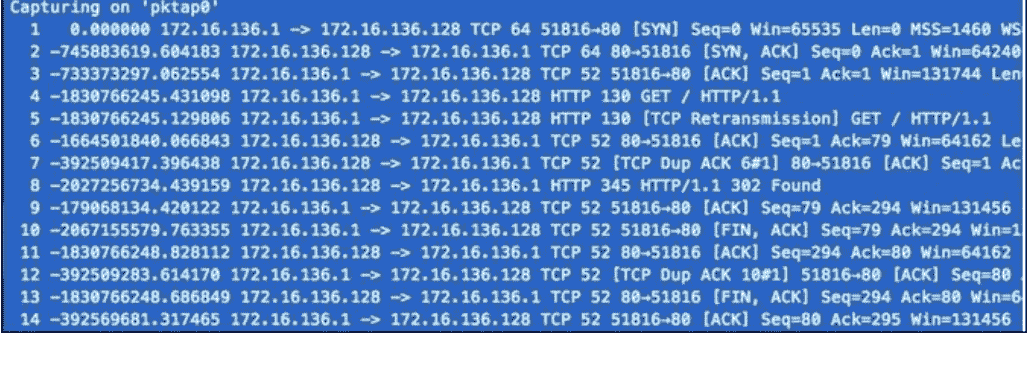 Capturing on 'pktap0'
1 0.000000 172.16.136.1 -> 172.16.136.128 TCP 64 51816→80 [SYN] Seq=0 Win=65535 Len=0 MSS=1460 WS
2 -745883619.604183 172.16.136.128 -> 172.16.136.1 TCP 64 80→51816 [SYN, ACK] Seq=0 Ack=1 Win=64240
3 -733373297.062554 172.16.136.1 -> 172.16.136.128 TCP 52 51816→80 [ACK] Seq=1 Ack=1 Win=131744 Len
4 -1830766245.431098 172.16.136.1 -> 172.16.136.128 HTTP 130 GET / HTTP/1.1
5 -1830766245.129806 172.16.136.1 -> 172.16.136.128 HTTP 130 [TCP Retransmission] GET / HTTP/1.1
6 -1664501840.066843 172.16.136.128 -> 172.16.136.1 TCP 52 80→51816 [ACK] Seq=1 Ack=79 Win=64162 Le
7 -392509417.396438 172.16.136.128 -> 172.16.136.1 TCP 52 [TCP Dup ACK 6#1] 80→51816 [ACK] Seq=1 Ac
8 -2027256734.439159 172.16.136.128 -> 172.16.136.1 HTTP 345 HTTP/1.1 302 Found
9 -179068134.420122 172.16.136.1 -> 172.16.136.128 TCP 52 51816→80 [ACK] Seq=79 Ack=294 Win=131456
10 -2067155579.763355 172.16.136.1 -> 172.16.136.128 TCP 52 51816→80 [FIN, ACK] Seq=79 Ack=294 Win=1
11 -1830766248.828112 172.16.136.128 -> 172.16.136.1 TCP 52 80→51816 [ACK] Seq=294 Ack=80 Win=64162
12 -392509283.614170 172.16.136.1 -> 172.16.136.128 TCP 52 [TCP Dup ACK 10#1] 51816→80 [ACK] Seq=80
13 -1830766248.686849 172.16.136.128 -> 172.16.136.1 TCP 52 80→51816 [FIN, ACK] Seq=294 Ack=80 Win=6
14 -392569681.317465 172.16.136.1 -> 172.16.136.128 TCP 52 51816→80 [ACK] Seq=80 Ack=295 Win=131456